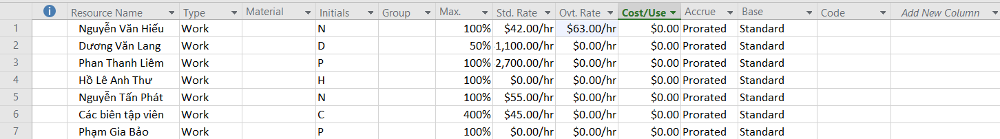 Resource Name Type Material Initials Group Max. Std. Rate Ovt. Rate Cost/Use Accrue Base Code Add New Column
1 Nguyễn Văn Hiếu Work N 100% $42.00/hr $63.00/hr $0.00 Prorated Standard
2 Dương Văn Lang Work D 50% 1,100.00/hr $0.00/hr $0.00 Prorated Standard
3 Phan Thanh Liêm Work P 100% 2,700.00/hr $0.00/hr $0.00 Prorated Standard
4 Hồ Lê Anh Thư Work H 100% $0.00/hr $0.00/hr $0.00 Prorated Standard
5 Nguyễn Tấn Phát Work N 100% $55.00/hr $0.00/hr $0.00 Prorated Standard
6 Các biên tập viên Work C 400% $45.00/hr $0.00/hr $0.00 Prorated Standard
7 Phạm Gia Bảo Work P 100% $0.00/hr $0.00/hr $0.00 Prorated Standard